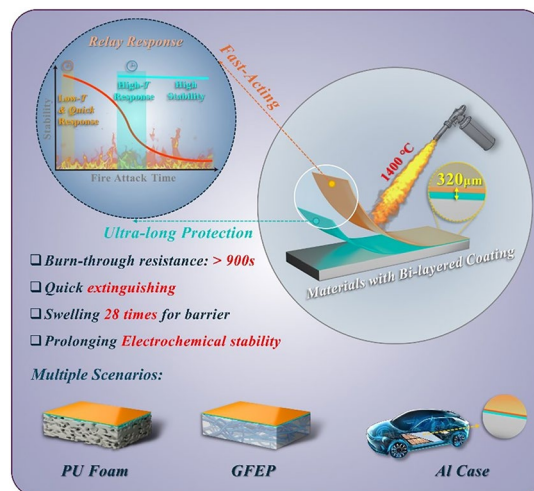 Relay Response
Low-T
& Quick
Response
High-T
Response
High
Stability
Stability
Fire Attack Time
Fast-Acting
1400 ℃
320μm
Materials with Bi-layered Coating
Ultra-long Protection
Burn-through resistance: > 900s
Quick extinguishing
Swelling 28 times for barrier
Prolonging Electrochemical stability
Multiple Scenarios:
PU Foam
GFEP
Al Case